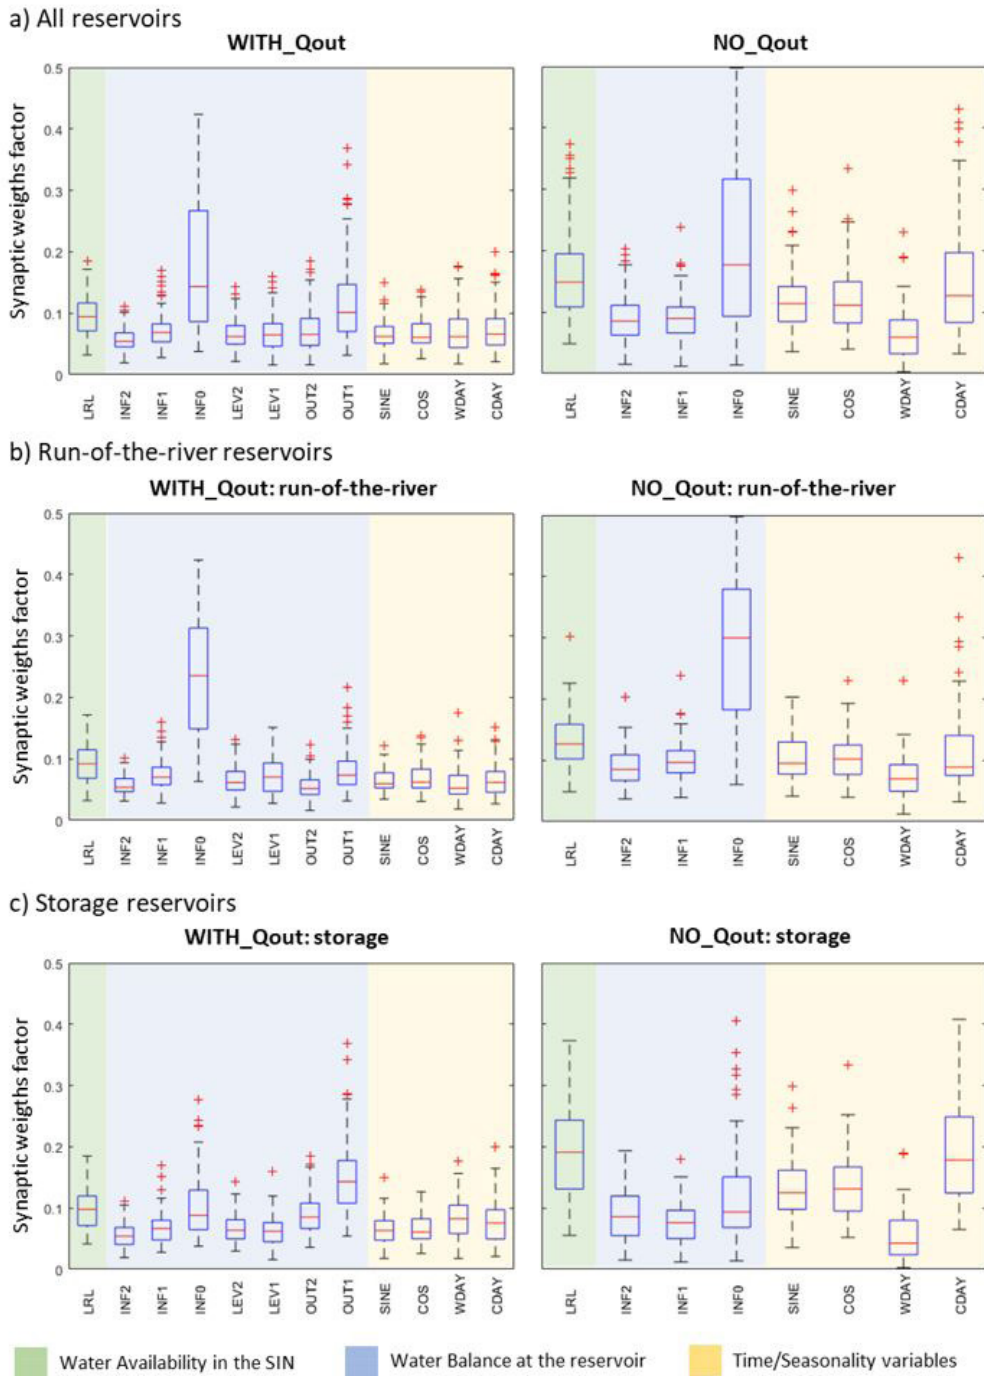 a) All reservoirs
WITH_Qout
NO_Qout
Synaptic weigths factor
0.5
0.4
0.3
0.2
0.1
0
LRL INF2 INF1 INF0 LEV2 LEV1 OUT2 OUT1 SINE COS WDAY CDAY
LRL INF2 INF1 INF0 SINE COS WDAY CDAY
b) Run-of-the-river reservoirs
WITH_Qout: run-of-the-river
NO_Qout: run-of-the-river
Synaptic weigths factor
0.5
0.4
0.3
0.2
0.1
0
LRL INF2 INF1 INF0 LEV2 LEV1 OUT2 OUT1 SINE COS WDAY CDAY
LRL INF2 INF1 INF0 SINE COS WDAY CDAY
c) Storage reservoirs
WITH_Qout: storage
NO_Qout: storage
Synaptic weigths factor
0.5
0.4
0.3
0.2
0.1
0
LRL INF2 INF1 INF0 LEV2 LEV1 OUT2 OUT1 SINE COS WDAY CDAY
LRL INF2 INF1 INF0 SINE COS WDAY CDAY
Water Availability in the SIN
Water Balance at the reservoir
Time/Seasonality variables